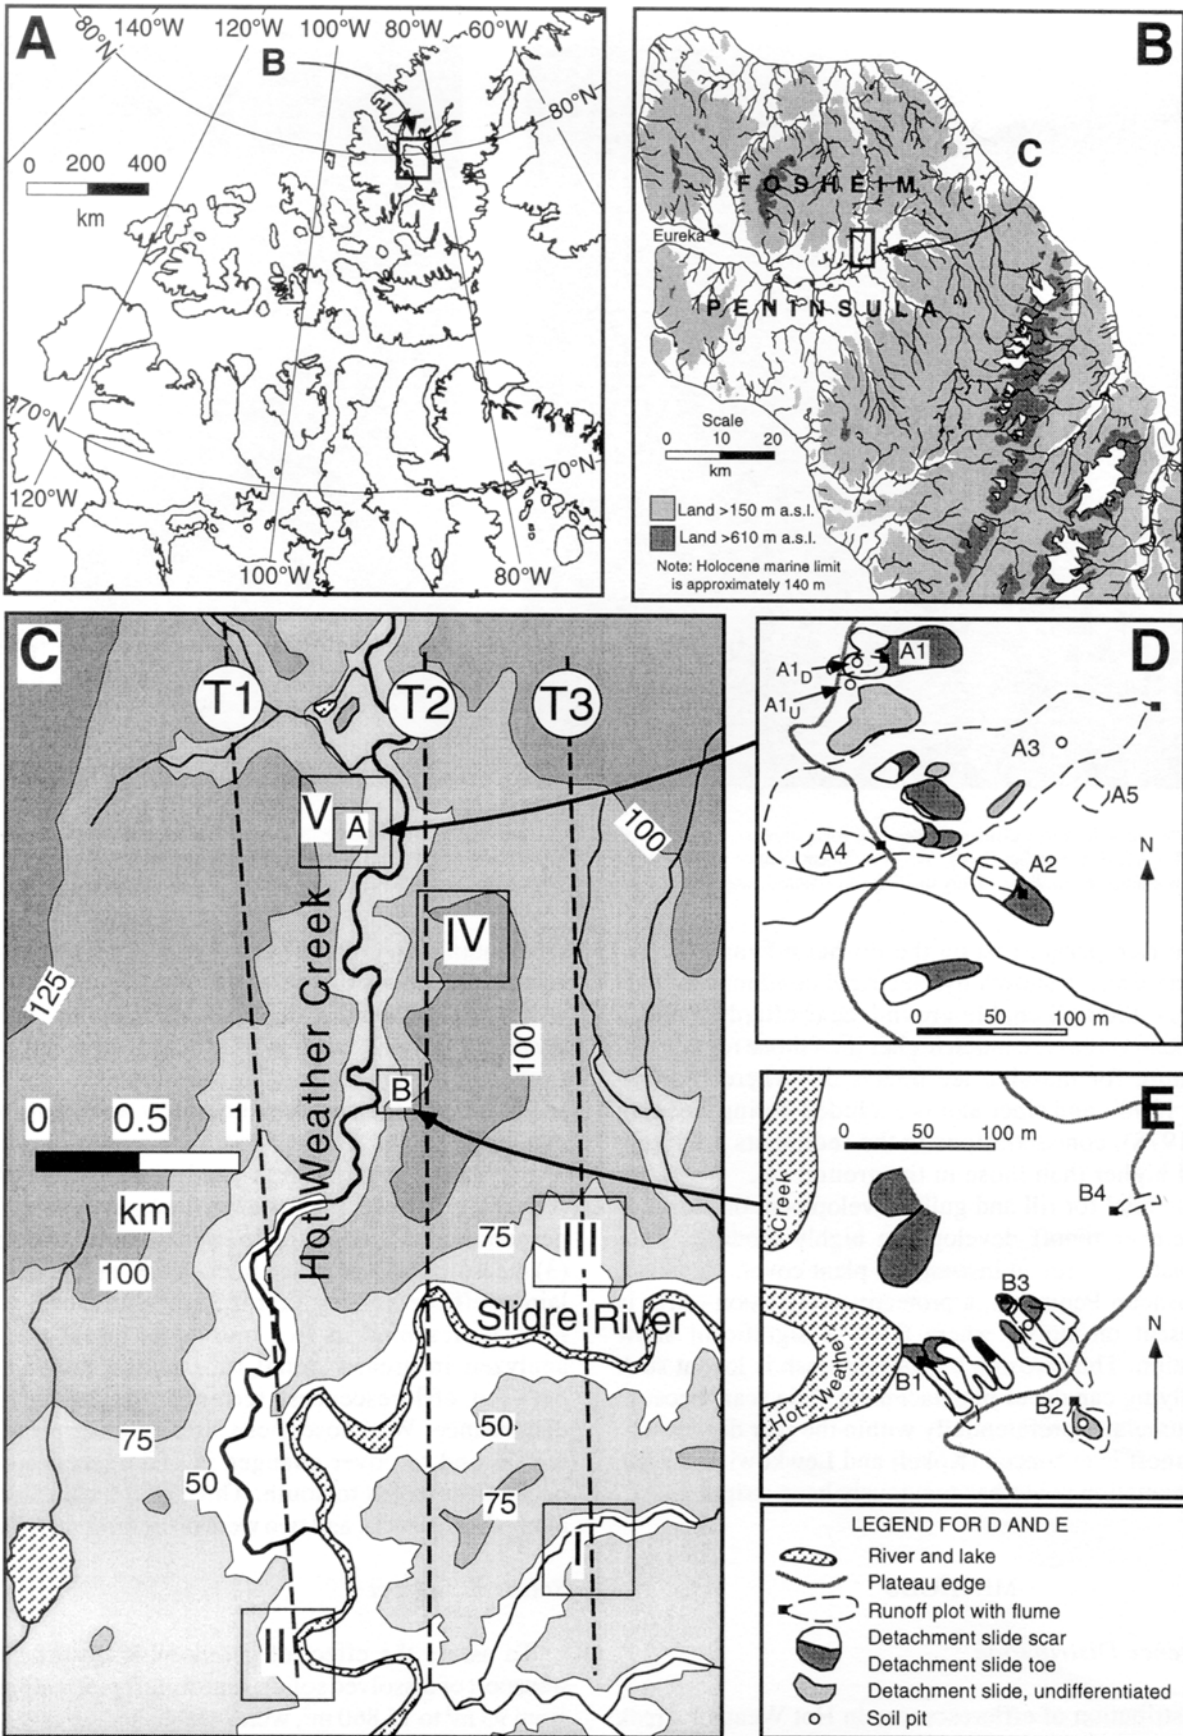 A
140°W
120°W
100°W
80°W
60°W
80°N
B
80°N
0 200 400
km
70°N
70°N
120°W
100°W
80°W
B
C
FOSHEIM
Eureka
PENINSULA
Scale
0 10 20
km
Land >150 m a.s.l.
Land >610 m a.s.l.
Note: Holocene marine limit
is approximately 140 m
C
T1
T2
T3
V
A
100
IV
125
Hot Weather Creek
100
B
0 0.5 1
km
75
III
100
Slidre River
75
50
50
75
I
II
D
A1
A1D
A1U
A3
A5
A4
A2
N
0 50 100 m
E
0 50 100 m
Creek
B4
B3
N
Hot Weather
B1
B2
LEGEND FOR D AND E
River and lake
Plateau edge
Runoff plot with flume
Detachment slide scar
Detachment slide toe
Detachment slide, undifferentiated
Soil pit